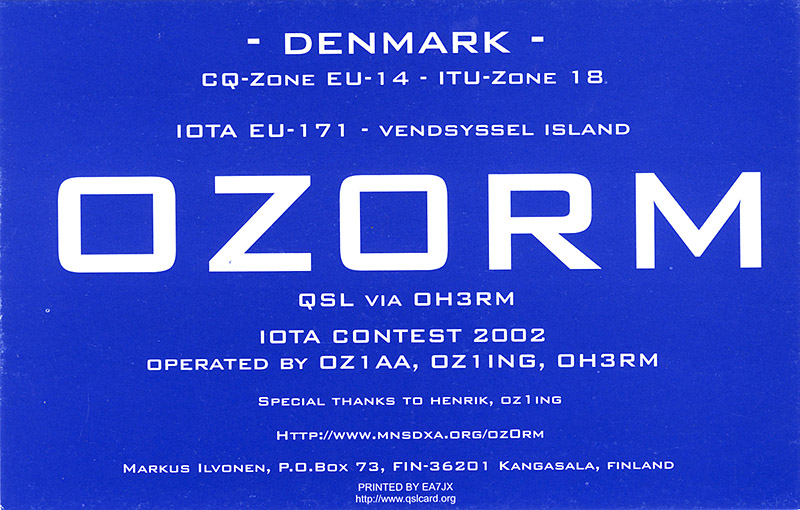 - DENMARK -
CQ-ZONE EU-14 - ITU-ZONE 18
IOTA EU-171 - VENDSYSSEL ISLAND
OZ0RM
QSL VIA OH3RM
IOTA CONTEST 2002
OPERATED BY OZ1AA, OZ1ING, OH3RM
SPECIAL THANKS TO HENRIK, OZ1ING
HTTP://WWW.MNSDXA.ORG/OZ0RM
MARKUS ILVONEN, P.O.BOX 73, FIN-36201 KANGASALA, FINLAND
PRINTED BY EA7JX
http://www.qslcard.org